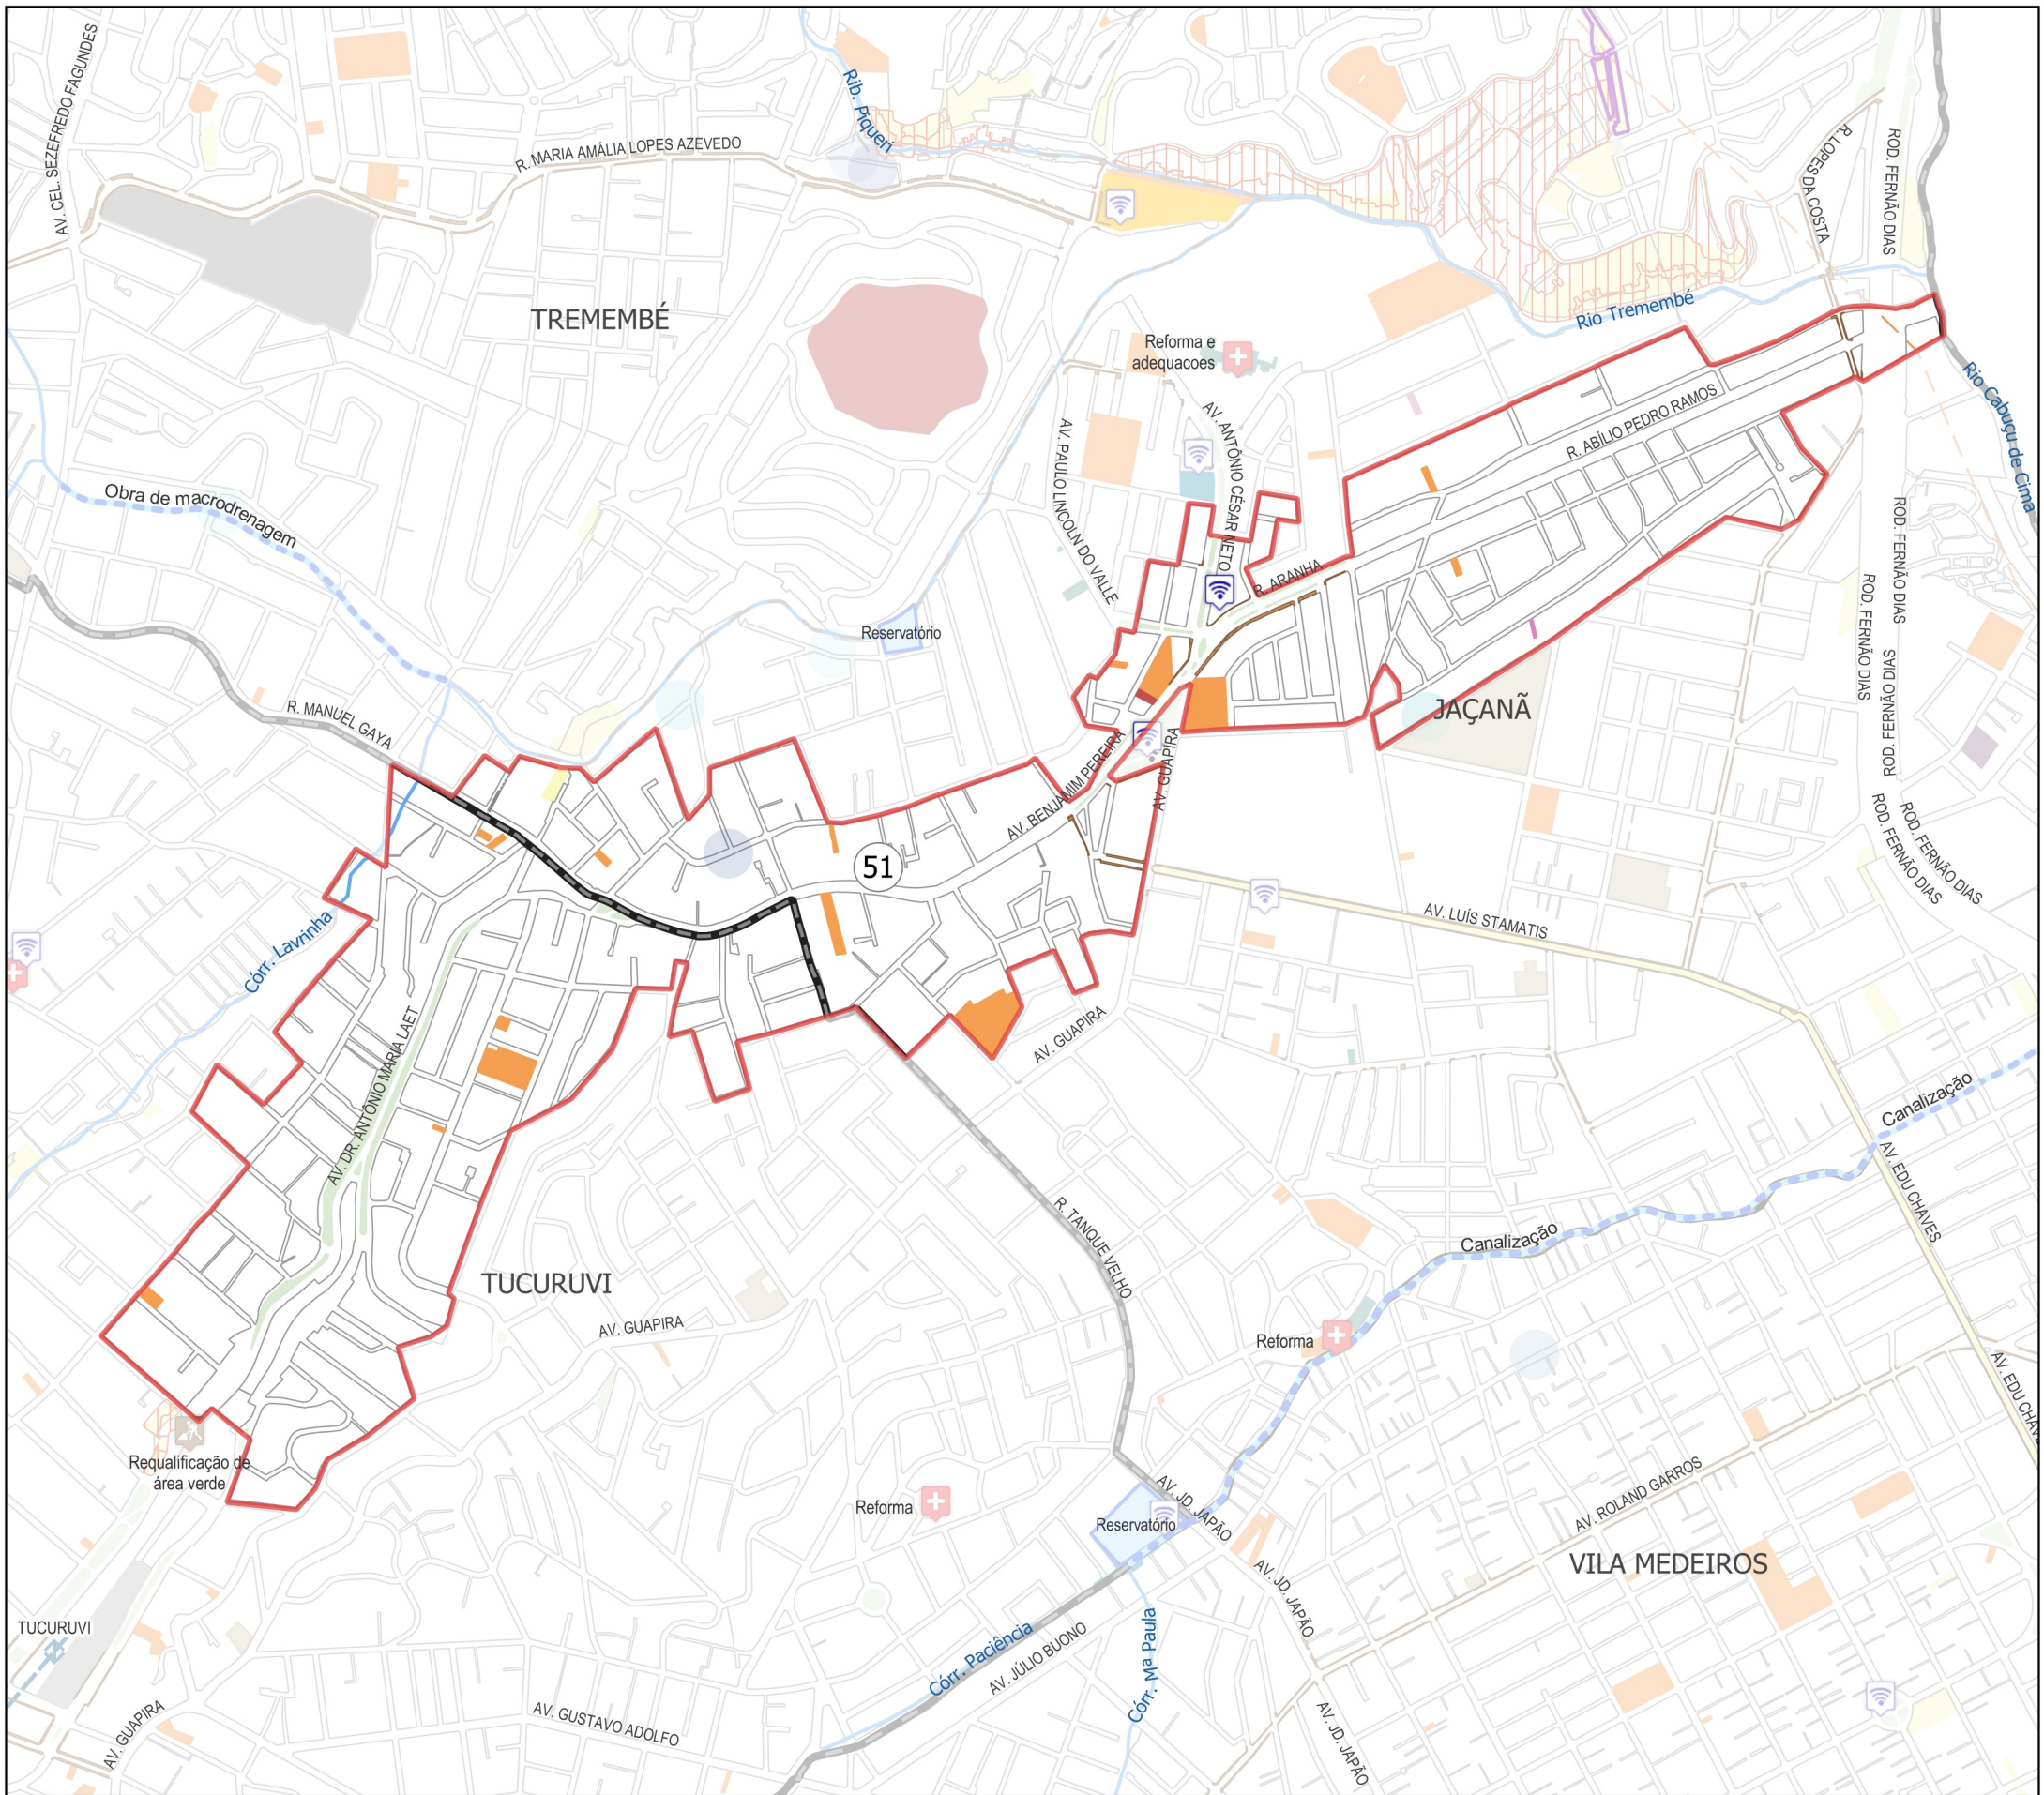 AV. CEL. SEZEFREDO FAGUNDES
Rib. Piqueri
R. MARIA AMÁLIA LOPES AZEVEDO
R. LOPES DA COSTA
ROD. FERNÃO DIAS
TREMEMBÉ
Rio Tremembé
Reforma e
adequacoes
Rio Cabuçu de Cima
AV. ANTÔNIO CÉSAR NETO
AV. PAULO LINCOLN DO VALLE
R. ABÍLIO PEDRO RAMOS
Obra de macrodrenagem
ROD. FERNÃO DIAS
R. ARANHA
ROD. FERNÃO DIAS
Reservatório
ROD. FERNÃO DIAS
R. MANUEL GAYA
JAÇANÃ
AV. BENJAMIM PEREIRA
AV. GUAPIRA
ROD. FERNÃO DIAS
ROD. FERNÃO DIAS
51
AV. LUÍS STAMATIS
Córr. Lavrinha
AV. DR. ANTÔNIO MARIA LAET
AV. GUAPIRA
Canalização
AV. EDU CHAVES
R. TANQUE VELHO
Canalização
TUCURUVI
AV. GUAPIRA
Reforma
AV. EDU CHAV
Requalificação de
área verde
Reforma
AV. JD. JAPÃO
Reservatório
AV. ROLAND GARROS
VILA MEDEIROS
AV. JD. JAPÃO
TUCURUVI
Córr. Paciência
AV. JÚLIO BUONO
Córr. Mª Paula
AV. GUAPIRA
AV. GUSTAVO ADOLFO
AV. JD. JAPÃO